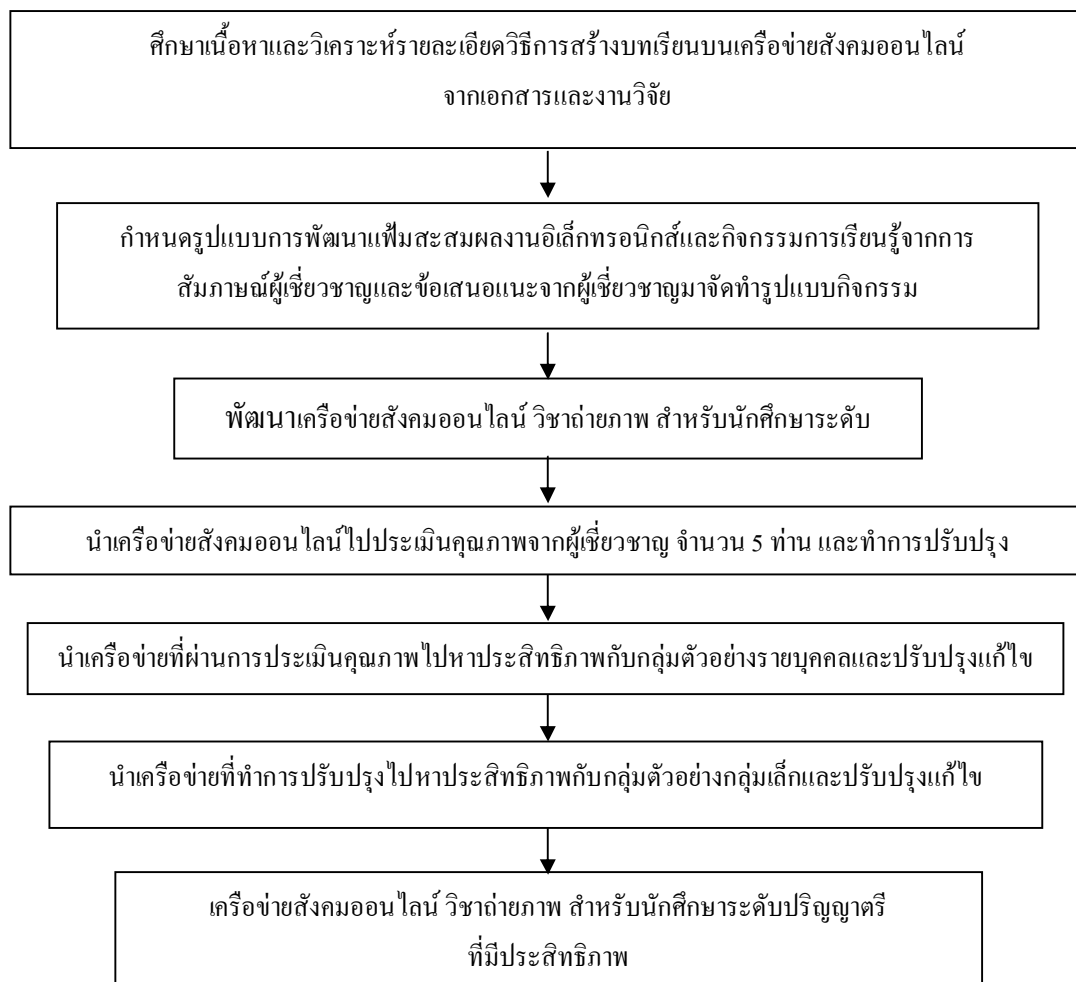 ศึกษาเนื้อหาและวิเคราะห์รายละเอียดวิธีการสร้างบทเรียนบนเครือข่ายสังคมออนไลน์
จากเอกสารและงานวิจัย
กำหนดรูปแบบการพัฒนาแฟ้มสะสมผลงานอิเล็กทรอนิกส์และกิจกรรมการเรียนรู้จากการ
สัมภาษณ์ผู้เชี่ยวชาญและข้อเสนอแนะจากผู้เชี่ยวชาญมาจัดทำรูปแบบกิจกรรม
พัฒนาเครือข่ายสังคมออนไลน์ วิชาถ่ายภาพ สำหรับนักศึกษาระดับ
นำเครือข่ายสังคมออนไลน์ไปประเมินคุณภาพจากผู้เชี่ยวชาญ จำนวน 5 ท่าน และทำการปรับปรุง
นำเครือข่ายที่ผ่านการประเมินคุณภาพไปหาประสิทธิภาพกับกลุ่มตัวอย่างรายบุคคลและปรับปรุงแก้ไข
นำเครือข่ายที่ทำการปรับปรุงไปหาประสิทธิภาพกับกลุ่มตัวอย่างกลุ่มเล็กและปรับปรุงแก้ไข
เครือข่ายสังคมออนไลน์ วิชาถ่ายภาพ สำหรับนักศึกษาระดับปริญญาตรี
ที่มีประสิทธิภาพ